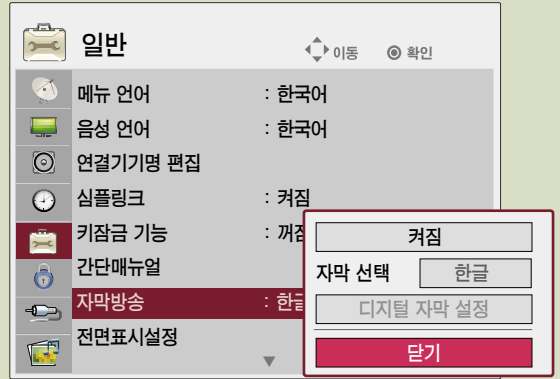 일반
이동 확인
메뉴 언어 : 한국어
음성 언어 : 한국어
연결기기명 편집
심플링크 : 켜짐
키잠금 기능 : 꺼짐
간단매뉴얼
자막방송 : 한글
전면표시설정
켜짐
자막 선택 한글
디지털 자막 설정
닫기